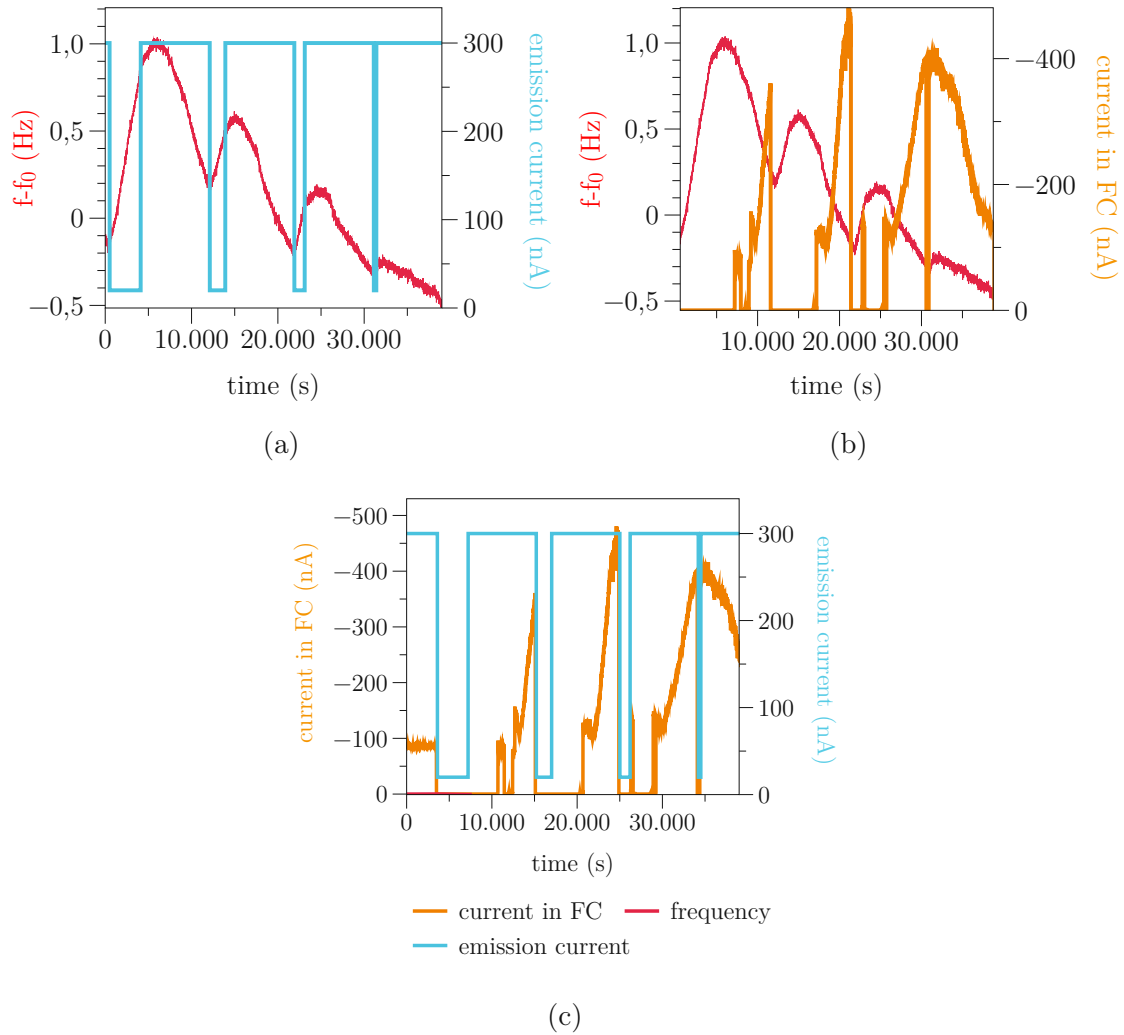 1,0
0,5
0
−0,5
f-f0 (Hz)
0
10.000
20.000
30.000
time (s)
300
200
100
0
emission current (nA)
(a)
1,0
0,5
0
−0,5
f-f0 (Hz)
10.000
20.000
30.000
time (s)
−400
−200
0
current in FC (nA)
(b)
−500
−400
−300
−200
−100
0
current in FC (nA)
0
10.000
20.000
30.000
time (s)
300
200
100
0
emission current (nA)
current in FC
frequency
emission current
(c)